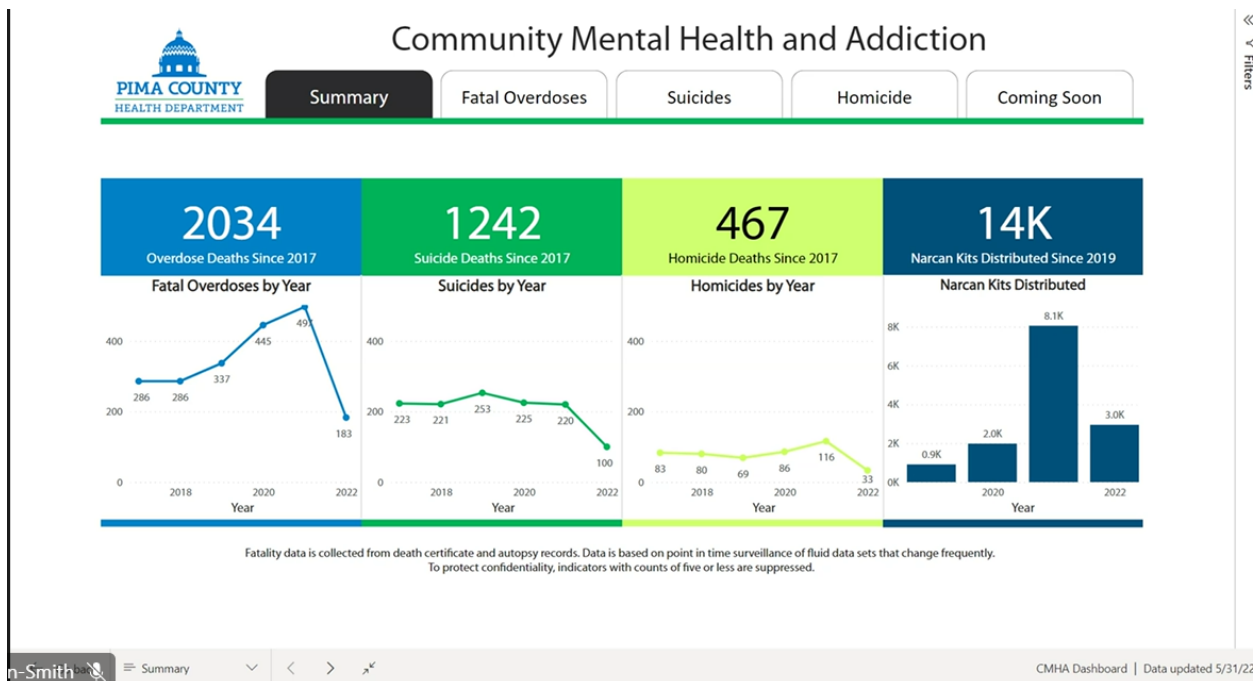 Community Mental Health and Addiction
PIMA COUNTY
HEALTH DEPARTMENT
Summary
Fatal Overdoses
Suicides
Homicide
Coming Soon
Filters
2034
Overdose Deaths Since 2017
1242
Suicide Deaths Since 2017
467
Homicide Deaths Since 2017
14K
Narcan Kits Distributed Since 2019
Fatal Overdoses by Year
400
200
0
286
286
337
445
497
183
2018
2020
2022
Year
Suicides by Year
400
200
0
223
221
253
225
220
100
2018
2020
2022
Year
Homicides by Year
400
200
0
83
80
69
86
116
33
2018
2020
2022
Year
Narcan Kits Distributed
8K
6K
4K
2K
0K
0.9K
2.0K
8.1K
3.0K
2020
2022
Year
Fatality data is collected from death certificate and autopsy records. Data is based on point in time surveillance of fluid data sets that change frequently.
To protect confidentiality, indicators with counts of five or less are suppressed.
n-Smith
Summary
CMHA Dashboard | Data updated 5/31/22